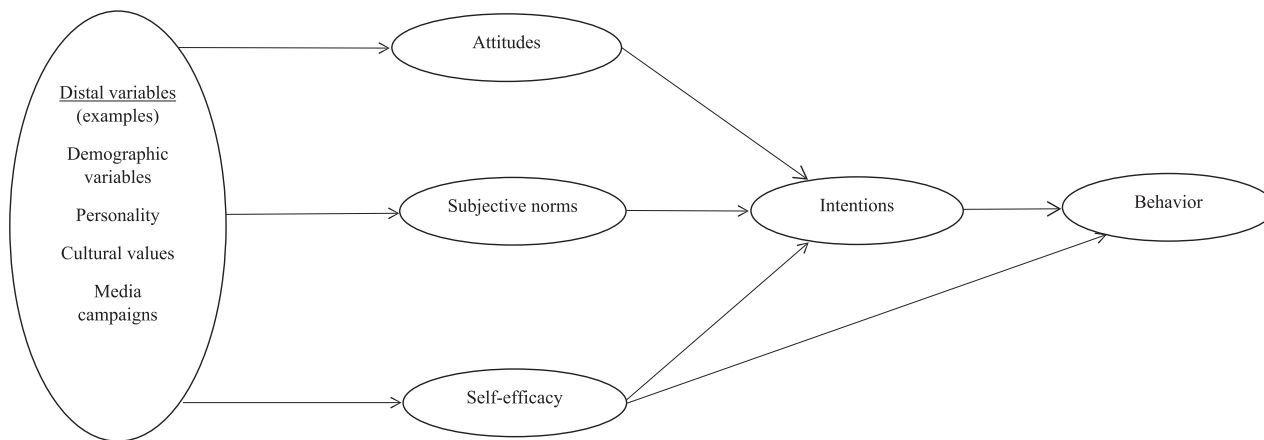 Distal variables
(examples)
Demographic
variables
Personality
Cultural values
Media
campaigns
Attitudes
Subjective norms
Self-efficacy
Intentions
Behavior